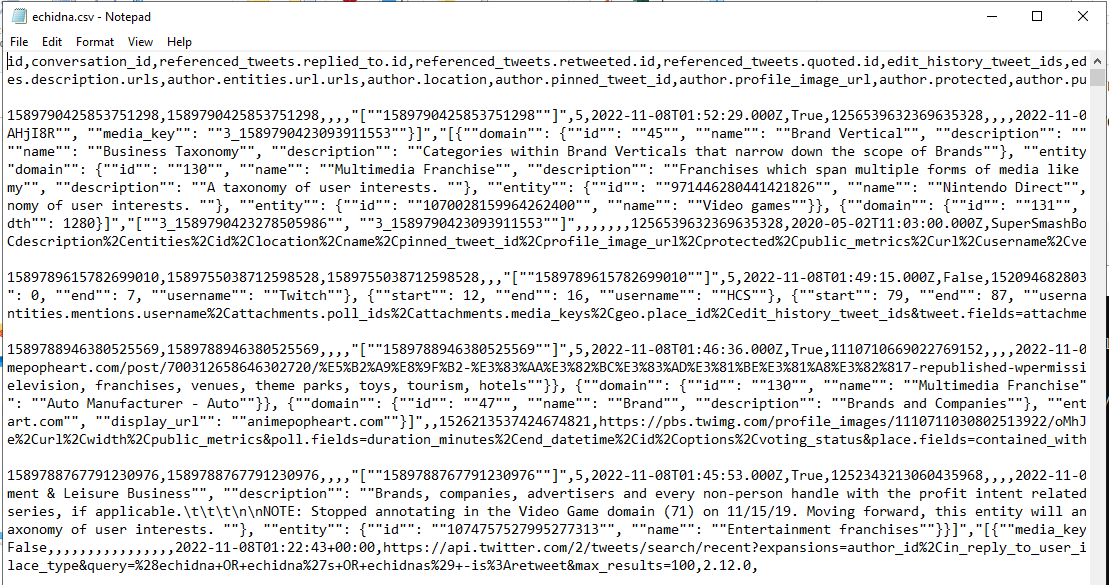 echidna.csv - Notepad
File Edit Format View Help
id,conversation_id,referenced_tweets.replied_to.id,referenced_tweets.retweeted.id,referenced_tweets.quoted.id,edit_history_tweet_ids,ed
es.description.urls,author.entities.url.urls,author.location,author.pinned_tweet_id,author.profile_image_url,author.protected,author.pu
1589790425853751298,1589790425853751298,,,,"[""1589790425853751298""]",5,2022-11-08T01:52:29.000Z,True,1256539632369635328,,,,2022-11-0
AHjI8R"", ""media_key"": ""3_1589790423093911553""}]","[{""domain"": {""id"": ""45"", ""name"": ""Brand Vertical"", ""description"": ""
""name"": ""Business Taxonomy"", ""description"": ""Categories within Brand Verticals that narrow down the scope of Brands""}, ""entity
"domain"": {""id"": ""130"", ""name"": ""Multimedia Franchise"", ""description"": ""Franchises which span multiple forms of media like
my"", ""description"": ""A taxonomy of user interests. ""}, ""entity"": {""id"": ""971446280441421826"", ""name"": ""Nintendo Direct"",
nomy of user interests. ""}, ""entity"": {""id"": ""1070028159964262400"", ""name"": ""Video games""}}, {""domain"": {""id"": ""131"",
dth"": 1280}]","[""3_1589790423278505986"", ""3_1589790423093911553""]",,,,,,,1256539632369635328,2020-05-02T11:03:00.000Z,SuperSmashBo
Cdescription%2Centities%2Cid%2Clocation%2Cname%2Cpinned_tweet_id%2Cprofile_image_url%2Cprotected%2Cpublic_metrics%2Curl%2Cusername%2Cve
1589789615782699010,1589755038712598528,1589755038712598528,,,"[""1589789615782699010""]",5,2022-11-08T01:49:15.000Z,False,152094682803
": 0, ""end"": 7, ""username"": ""Twitch""}, {""start"": 12, ""end"": 16, ""username"": ""HCS""}, {""start"": 79, ""end"": 87, ""userna
ntities.mentions.username%2Cattachments.poll_ids%2Cattachments.media_keys%2Cgeo.place_id%2Cedit_history_tweet_ids&tweet.fields=attachme
1589788946380525569,1589788946380525569,,,,"[""1589788946380525569""]",5,2022-11-08T01:46:36.000Z,True,1110710669022769152,,,,2022-11-0
mepopheart.com/post/700312658646302720/%E5%B2%A9%E8%9F%B2-%E3%83%AA%E3%82%BC%E3%83%AD%E3%81%BE%E3%81%A8%E3%82%817-republished-wpermissi
elevision, franchises, venues, theme parks, toys, tourism, hotels""}}, {""domain"": {""id"": ""130"", ""name"": ""Multimedia Franchise"
": ""Auto Manufacturer - Auto""}}, {""domain"": {""id"": ""47"", ""name"": ""Brand"", ""description"": ""Brands and Companies""}, ""ent
art.com"", ""display_url"": ""animepopheart.com""}]",,1526213537424674821,https://pbs.twimg.com/profile_images/1110711030802513922/oMhJ
e%2Curl%2Cwidth%2Cpublic_metrics&poll.fields=duration_minutes%2Cend_datetime%2Cid%2Coptions%2Cvoting_status&place.fields=contained_with
1589788767791230976,1589788767791230976,,,,"[""1589788767791230976""]",5,2022-11-08T01:45:53.000Z,True,1252343213060435968,,,,2022-11-0
ment & Leisure Business"", ""description"": ""Brands, companies, advertisers and every non-person handle with the profit intent related
series, if applicable.\t\t\t\t\n\nNOTE: Stopped annotating in the Video Game domain (71) on 11/15/19. Moving forward, this entity will an
axonomy of user interests. ""}, ""entity"": {""id"": ""1074757527995277313"", ""name"": ""Entertainment franchises""}}]","[{""media_key
False,,,,,,,,,,,,,,,,,2022-11-08T01:22:43+00:00,https://api.twitter.com/2/tweets/search/recent?expansions=author_id%2Cin_reply_to_user_i
lace_type&query=%28echidna+OR+echidna%27s+OR+echidnas%29+-is%3Aretweet&max_results=100,2.12.0,